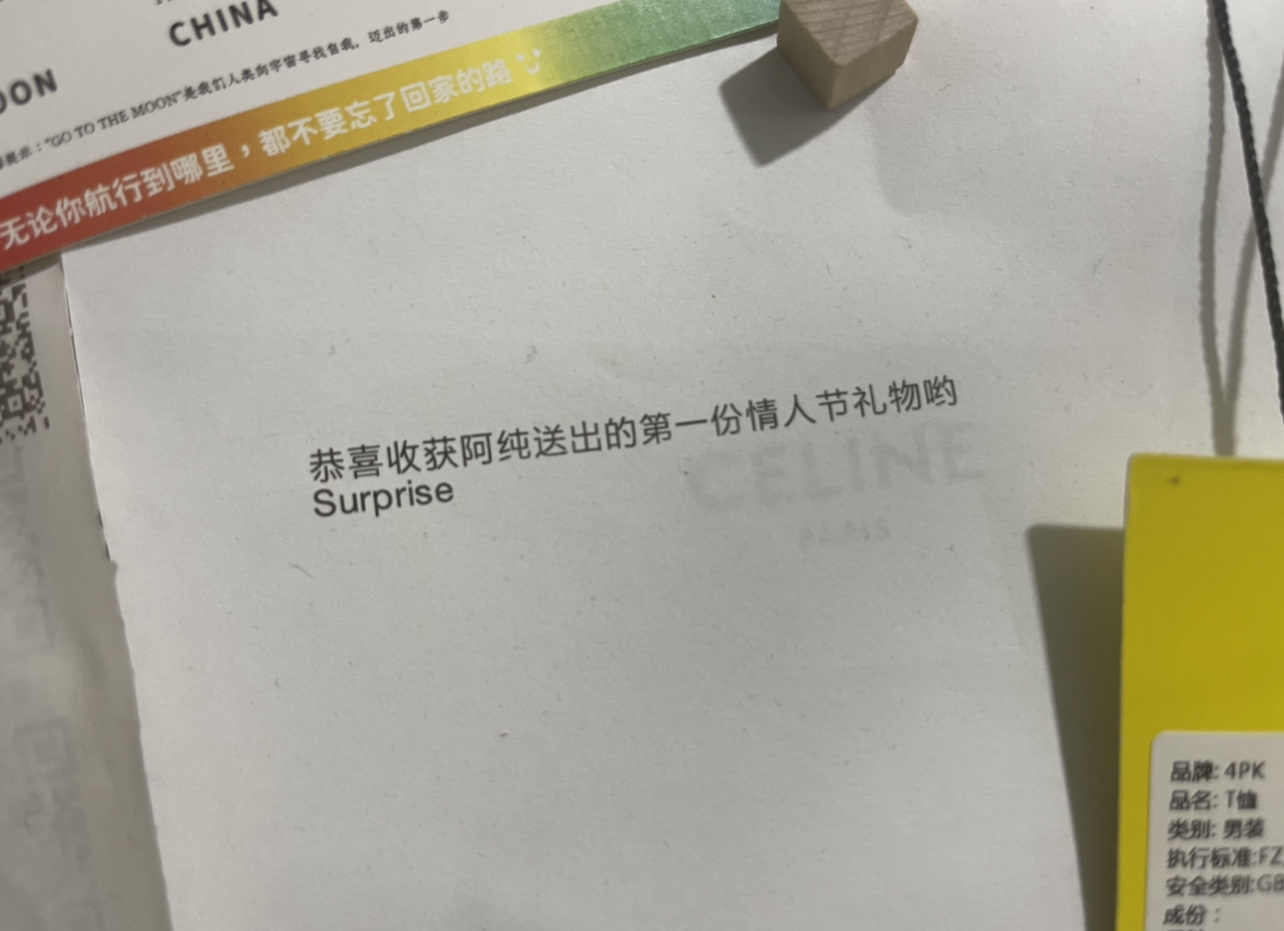 CHINA
OON
提示："GO TO THE MOON"是我们人类向宇宙寻找自我，迈出的第一步
无论你航行到哪里，都不要忘了回家的路
恭喜收获阿纯送出的第一份情人节礼物哟
Surprise
CELINE
PARIS
品牌: 4PK
品名: T恤
类别: 男装
执行标准:FZ
安全类别:GB
成份：